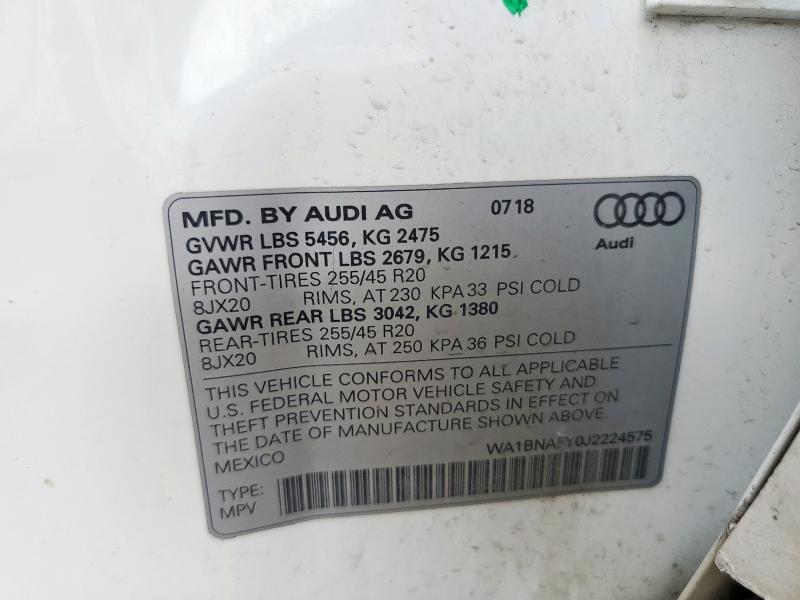 MFD. BY AUDI AG 0718
GVWR LBS 5456, KG 2475
Audi
GAWR FRONT LBS 2679, KG 1215
FRONT-TIRES 255/45 R20
8JX20 RIMS, AT 230 KPA 33 PSI COLD
GAWR REAR LBS 3042, KG 1380
REAR-TIRES 255/45 R20
8JX20 RIMS, AT 250 KPA 36 PSI COLD
THIS VEHICLE CONFORMS TO ALL APPLICABLE
U.S. FEDERAL MOTOR VEHICLE SAFETY AND
THEFT PREVENTION STANDARDS IN EFFECT ON
THE DATE OF MANUFACTURE SHOWN ABOVE.
MEXICO WA1BNAFY0J2224575
TYPE:
MPV